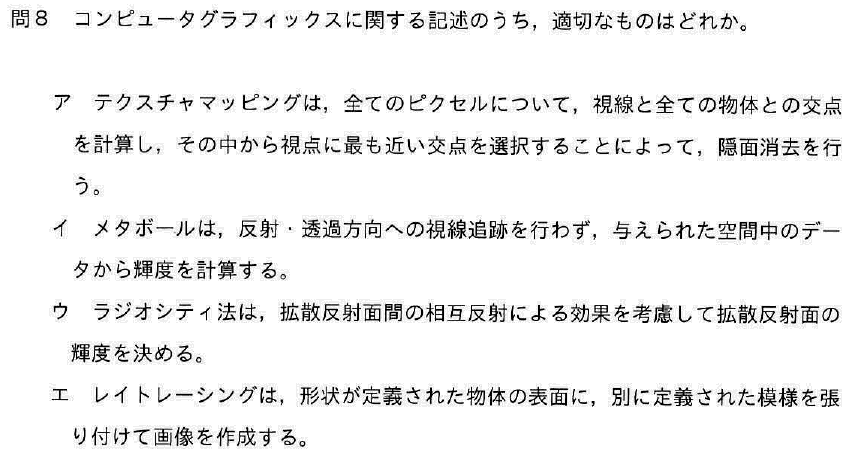 問8 コンピュータグラフィックスに関する記述のうち，適切なものはどれか。
ア テクスチャマッピングは，全てのピクセルについて，視線と全ての物体との交点
を計算し，その中から視点に最も近い交点を選択することによって，隠面消去を行
う。
イ メタボールは，反射・透過方向への視線追跡を行わず，与えられた空間中のデー
タから輝度を計算する。
ウ ラジオシティ法は，拡散反射面間の相互反射による効果を考慮して拡散反射面の
輝度を決める。
エ レイトレーシングは，形状が定義された物体の表面に，別に定義された模様を張
り付けて画像を作成する。